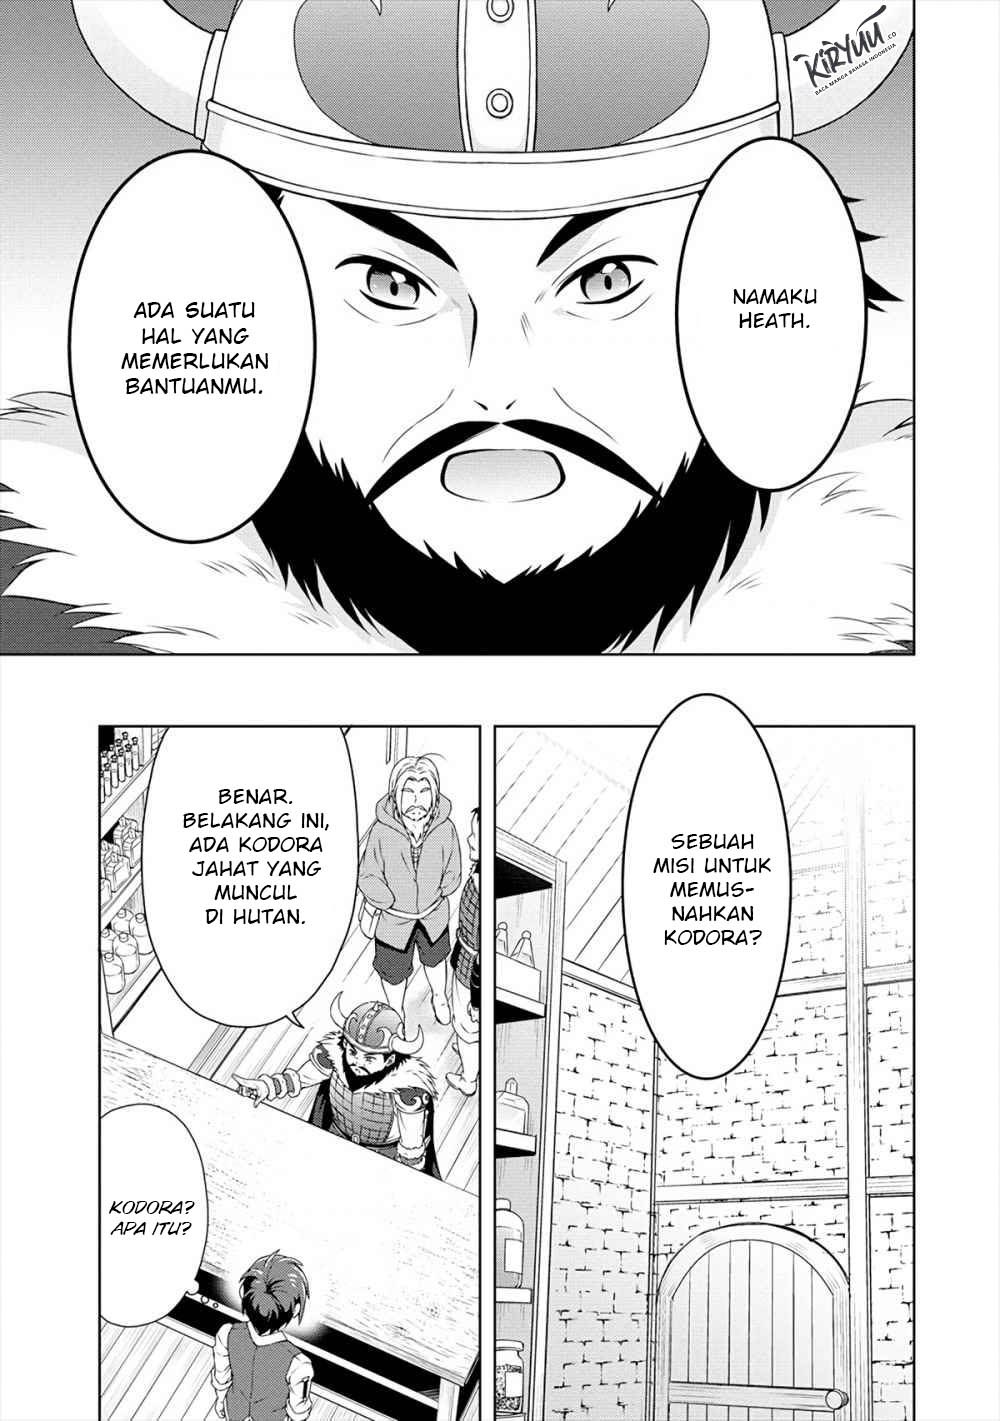 KIRYUU.CO
BACA MANGA BAHASA INDONESIA
NAMAKU
HEATH.
ADA SUATU
HAL YANG
MEMERLUKAN
BANTUANMU.
SEBUAH
MISI UNTUK
MEMUS-
NAHKAN
KODORA?
BENAR.
BELAKANG INI,
ADA KODORA
JAHAT YANG
MUNCUL
DI HUTAN.
KODORA?
APA ITU?